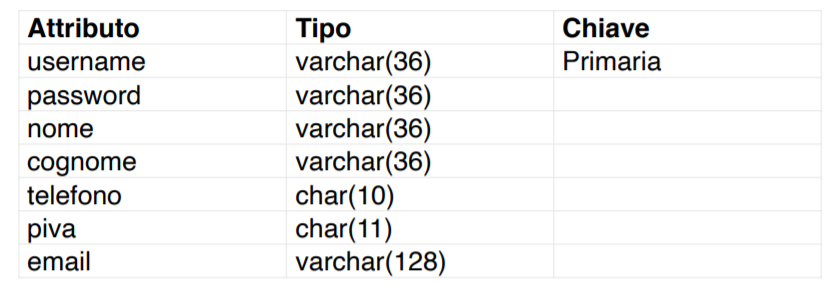 Attributo Tipo Chiave
username varchar(36) Primaria
password varchar(36)
nome varchar(36)
cognome varchar(36)
telefono char(10)
piva char(11)
email varchar(128)